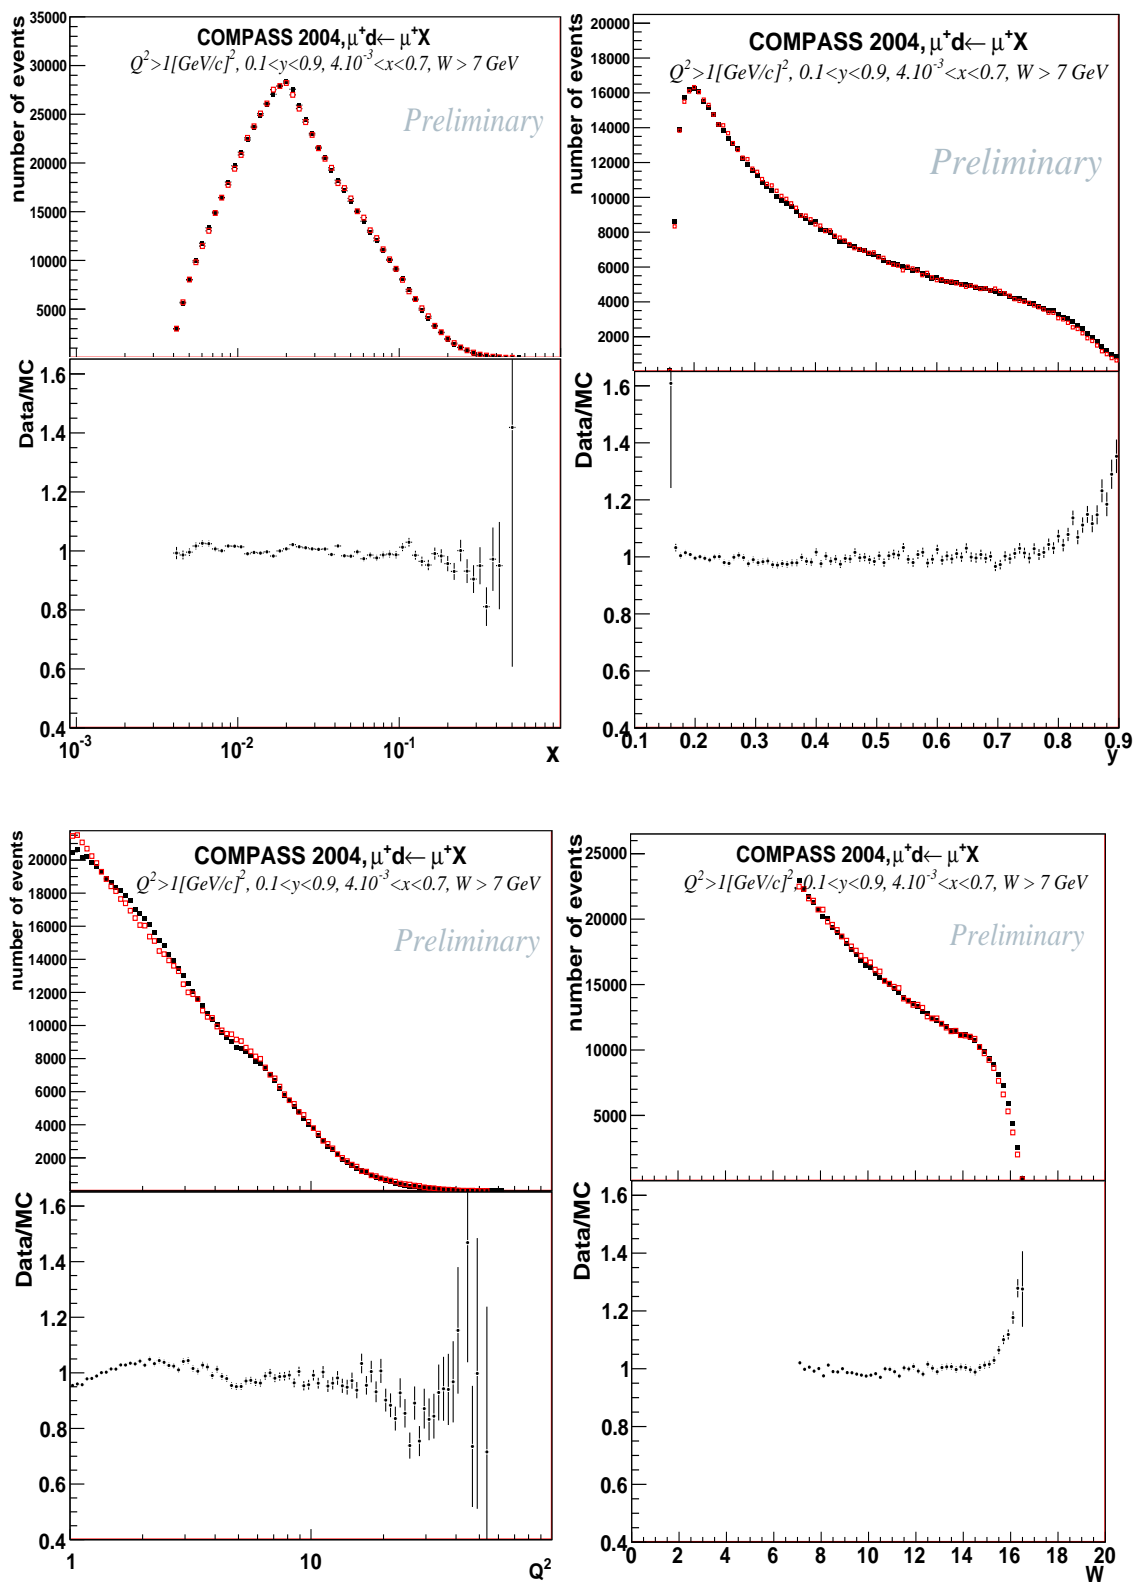 number of events
35000
30000
25000
20000
15000
10000
5000
COMPASS 2004, μ⁺d← μ⁺X
Q²>1[GeV/c]², 0.1<y<0.9, 4.10⁻³<x<0.7, W > 7 GeV
Preliminary
Data/MC
1.6
1.4
1.2
1
0.8
0.6
0.4
10⁻³
10⁻²
10⁻¹
X
number of events
20000
18000
16000
14000
12000
10000
8000
6000
4000
2000
COMPASS 2004, μ⁺d← μ⁺X
Q²>1[GeV/c]², 0.1<y<0.9, 4.10⁻³<x<0.7, W > 7 GeV
Preliminary
Data/MC
1.6
1.4
1.2
1
0.8
0.6
0.4
0.1 0.2 0.3 0.4 0.5 0.6 0.7 0.8 0.9
y
number of events
20000
18000
16000
14000
12000
10000
8000
6000
4000
2000
COMPASS 2004, μ⁺d← μ⁺X
Q²>1[GeV/c]², 0.1<y<0.9, 4.10⁻³<x<0.7, W > 7 GeV
Preliminary
Data/MC
1.6
1.4
1.2
1
0.8
0.6
0.4
1 10
Q²
number of events
25000
20000
15000
10000
5000
COMPASS 2004, μ⁺d← μ⁺X
Q²>1[GeV/c]², 0.1<y<0.9, 4.10⁻³<x<0.7, W > 7 GeV
Preliminary
Data/MC
1.6
1.4
1.2
1
0.8
0.6
0.4
0 2 4 6 8 10 12 14 16 18 20
W